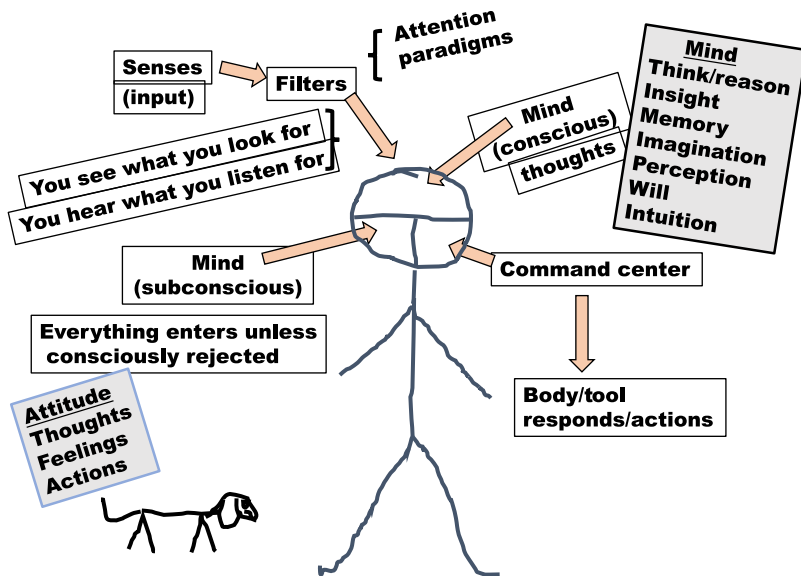 Attention
paradigms
Senses
(input)
Filters
Mind
Think/reason
Insight
Memory
Imagination
Perception
Will
Intuition
Mind
(conscious)
thoughts
You see what you look for
You hear what you listen for
Mind
(subconscious)
Command center
Everything enters unless
consciously rejected
Body/tool
responds/actions
Attitude
Thoughts
Feelings
Actions